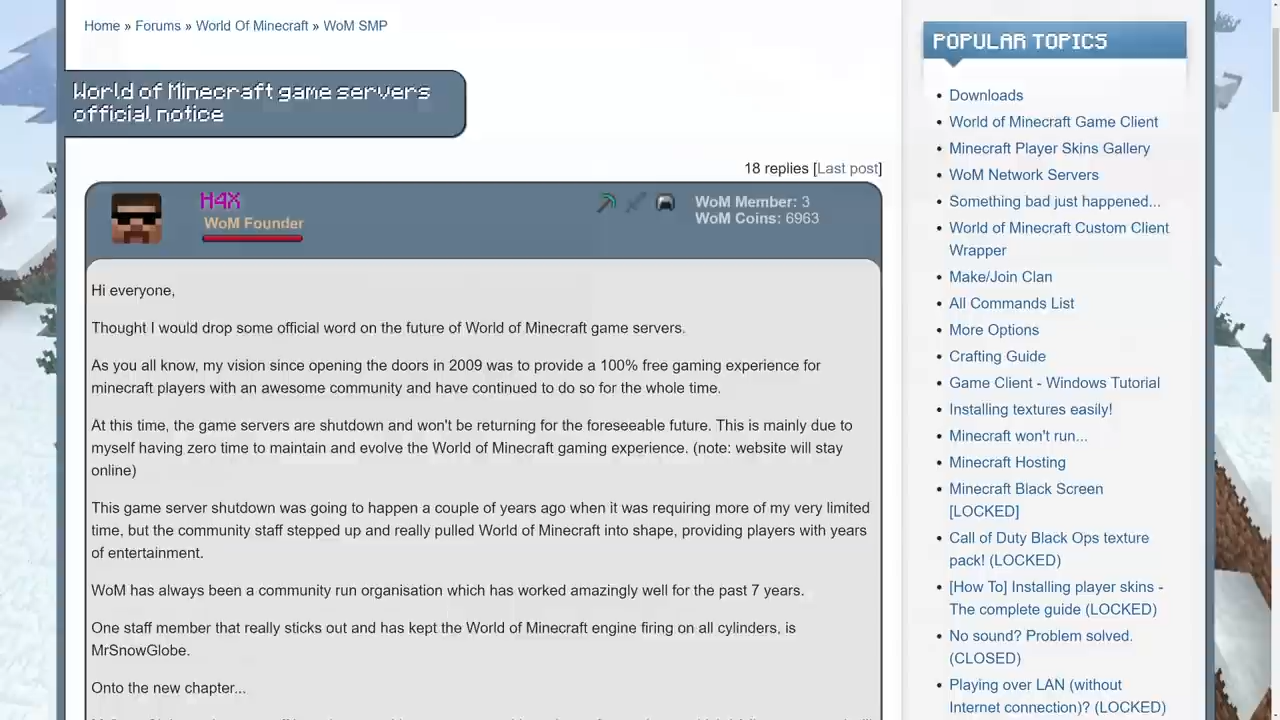 Home » Forums » World Of Minecraft » WoM SMP
World of Minecraft game servers
official notice
18 replies [Last post]
H4X
WoM Founder
WoM Member: 3
WoM Coins: 6963
Hi everyone,
Thought I would drop some official word on the future of World of Minecraft game servers.
As you all know, my vision since opening the doors in 2009 was to provide a 100% free gaming experience for
minecraft players with an awesome community and have continued to do so for the whole time.
At this time, the game servers are shutdown and won't be returning for the foreseeable future. This is mainly due to
myself having zero time to maintain and evolve the World of Minecraft gaming experience. (note: website will stay
online)
This game server shutdown was going to happen a couple of years ago when it was requiring more of my very limited
time, but the community staff stepped up and really pulled World of Minecraft into shape, providing players with years
of entertainment.
WoM has always been a community run organisation which has worked amazingly well for the past 7 years.
One staff member that really sticks out and has kept the World of Minecraft engine firing on all cylinders, is
MrSnowGlobe.
Onto the new chapter...
POPULAR TOPICS
Downloads
World of Minecraft Game Client
Minecraft Player Skins Gallery
WoM Network Servers
Something bad just happened...
World of Minecraft Custom Client
Wrapper
Make/Join Clan
All Commands List
More Options
Crafting Guide
Game Client - Windows Tutorial
Installing textures easily!
Minecraft won't run...
Minecraft Hosting
Minecraft Black Screen
[LOCKED]
Call of Duty Black Ops texture
pack! (LOCKED)
[How To] Installing player skins -
The complete guide (LOCKED)
No sound? Problem solved.
(CLOSED)
Playing over LAN (without
Internet connection)? (LOCKED)